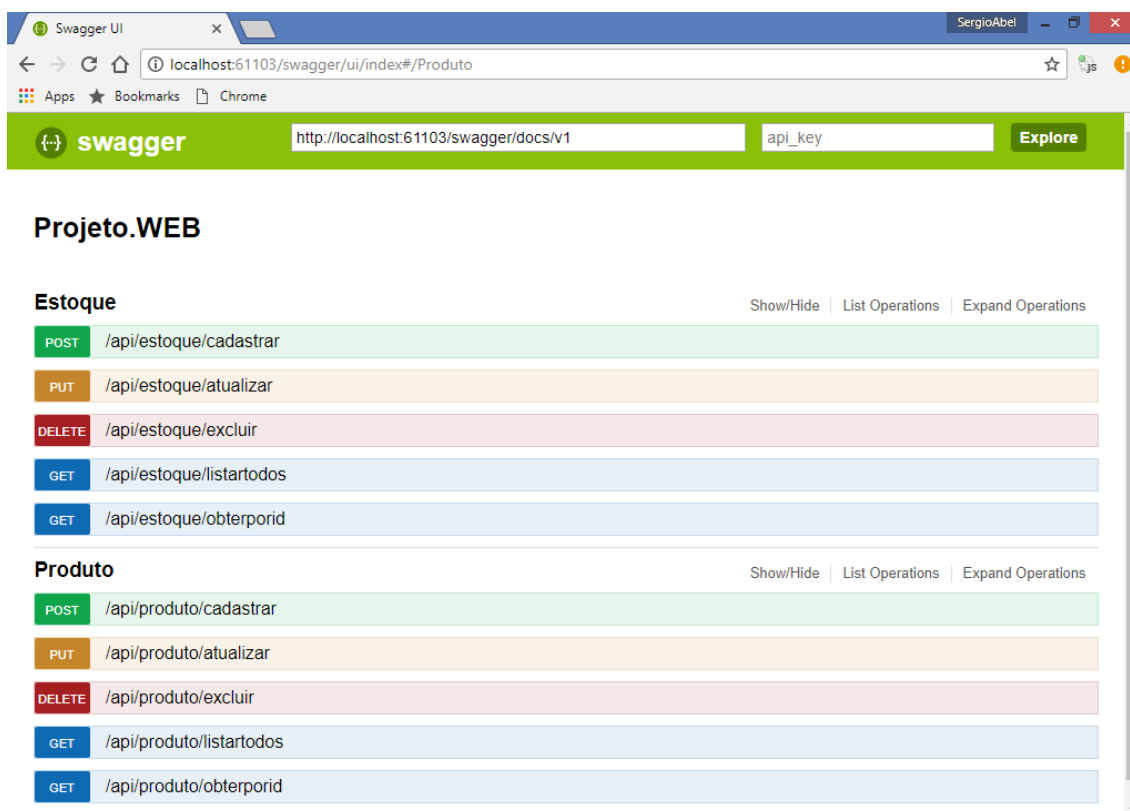 Swagger UI
SergioAbel
localhost:61103/swagger/ui/index#/Produto
js
Apps Bookmarks Chrome
{··} swagger http://localhost:61103/swagger/docs/v1 api_key Explore
Projeto.WEB
Estoque Show/Hide List Operations Expand Operations
POST /api/estoque/cadastrar
PUT /api/estoque/atualizar
DELETE /api/estoque/excluir
GET /api/estoque/listartodos
GET /api/estoque/obterporid
Produto Show/Hide List Operations Expand Operations
POST /api/produto/cadastrar
PUT /api/produto/atualizar
DELETE /api/produto/excluir
GET /api/produto/listartodos
GET /api/produto/obterporid